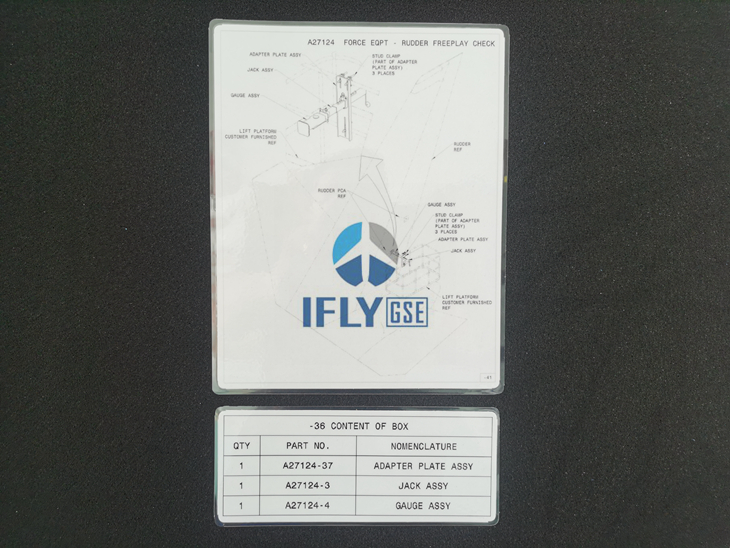 A27124 FORCE EQPT - RUDDER FREEPLAY CHECK
ADAPTER PLATE ASSY
STUD CLAMP
(PART OF ADAPTER
PLATE ASSY)
3 PLACES
JACK ASSY
GAUGE ASSY
LIFT PLATFORM
CUSTOMER FURNISHED
REF
RUDDER
REF
RUDDER PCA
REF
GAUGE ASSY
STUD CLAMP
(PART OF ADAPTER
PLATE ASSY)
3 PLACES
ADAPTER PLATE ASSY
JACK ASSY
LIFT PLATFORM
CUSTOMER FURNISHED
REF
IFLY GSE
-36 CONTENT OF BOX
QTY PART NO. NOMENCLATURE
1 A27124-37 ADAPTER PLATE ASSY
1 A27124-3 JACK ASSY
1 A27124-4 GAUGE ASSY